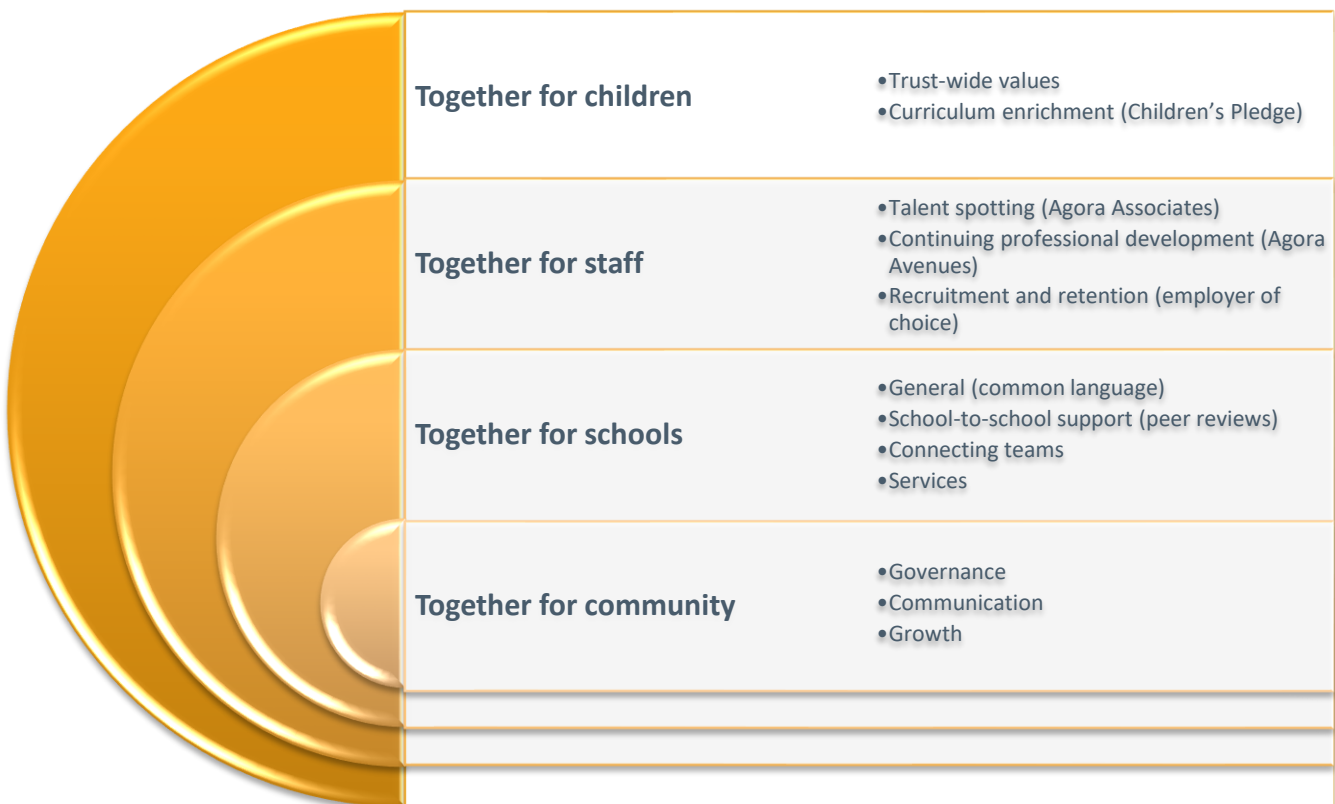 Together for children
•Trust-wide values
•Curriculum enrichment (Children’s Pledge)
Together for staff
•Talent spotting (Agora Associates)
•Continuing professional development (Agora
Avenues)
•Recruitment and retention (employer of
choice)
Together for schools
•General (common language)
•School-to-school support (peer reviews)
•Connecting teams
•Services
Together for community
•Governance
•Communication
•Growth